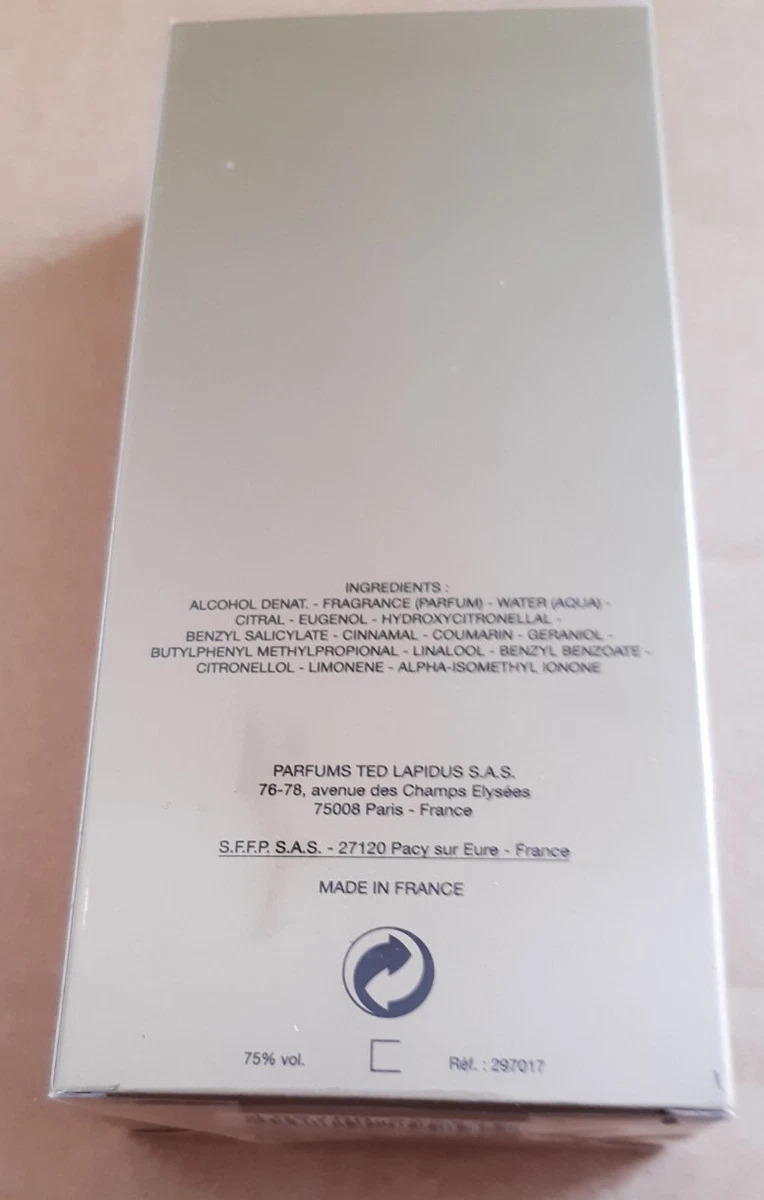 INGREDIENTS :
ALCOHOL DENAT. - FRAGRANCE (PARFUM) - WATER (AQUA) -
CITRAL - EUGENOL - HYDROXYCITRONELLAL -
BENZYL SALICYLATE - CINNAMAL - COUMARIN - GERANIOL -
BUTYLPHENYL METHYLPROPIONAL - LINALOOL - BENZYL BENZOATE -
CITRONELLOL - LIMONENE - ALPHA-ISOMETHYL IONONE
PARFUMS TED LAPIDUS S.A.S.
76-78, avenue des Champs Elysées
75008 Paris - France
S.F.F.P. S.A.S. - 27120 Pacy sur Eure - France
MADE IN FRANCE
75% vol. Réf. : 297017